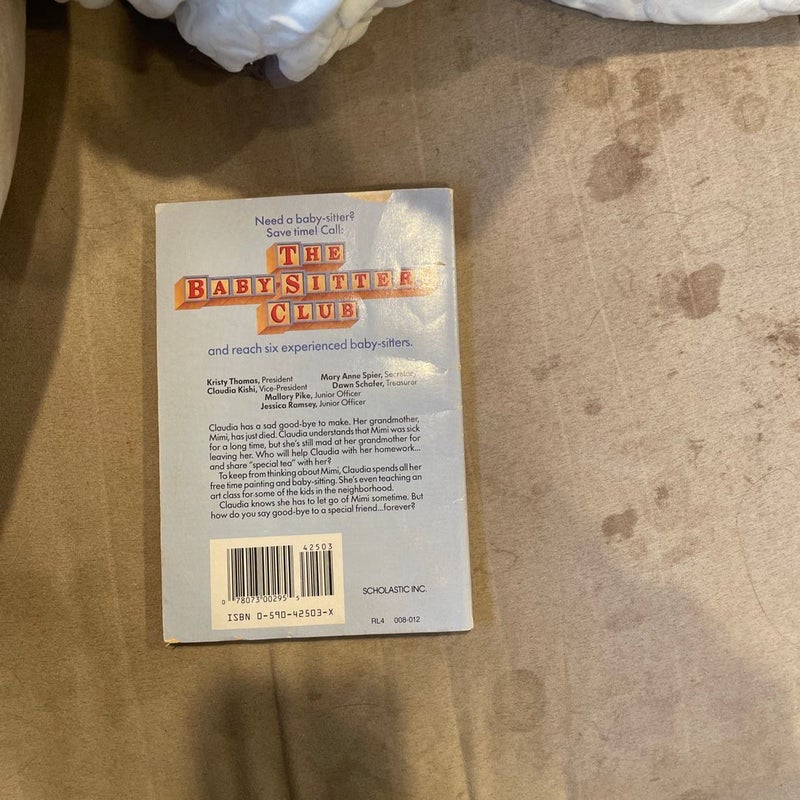 Need a baby-sitter?
Save time! Call:
THE
BABY-SITTERS
CLUB
and reach six experienced baby-sitters.
Kristy Thomas, President Mary Anne Spier, Secretary
Claudia Kishi, Vice-President Dawn Schafer, Treasuror
Mallory Pike, Junior Officer
Jessica Ramsey, Junior Officer
Claudia has a sad good-bye to make. Her grandmother,
Mimi, has just died. Claudia understands that Mimi was sick
for a long time, but she's still mad at her grandmother for
leaving her. Who will help Claudia with her homework...
and share "special tea" with her?
To keep from thinking about Mimi, Claudia spends all her
free time painting and baby-sitting. She's even teaching an
art class for some of the kids in the neighborhood.
Claudia knows she has to let go of Mimi sometime. But
how do you say good-bye to a special friend...forever?
42503
0 78073 00295 5
ISBN 0-590-42503-X
SCHOLASTIC INC.
RL4 008-012